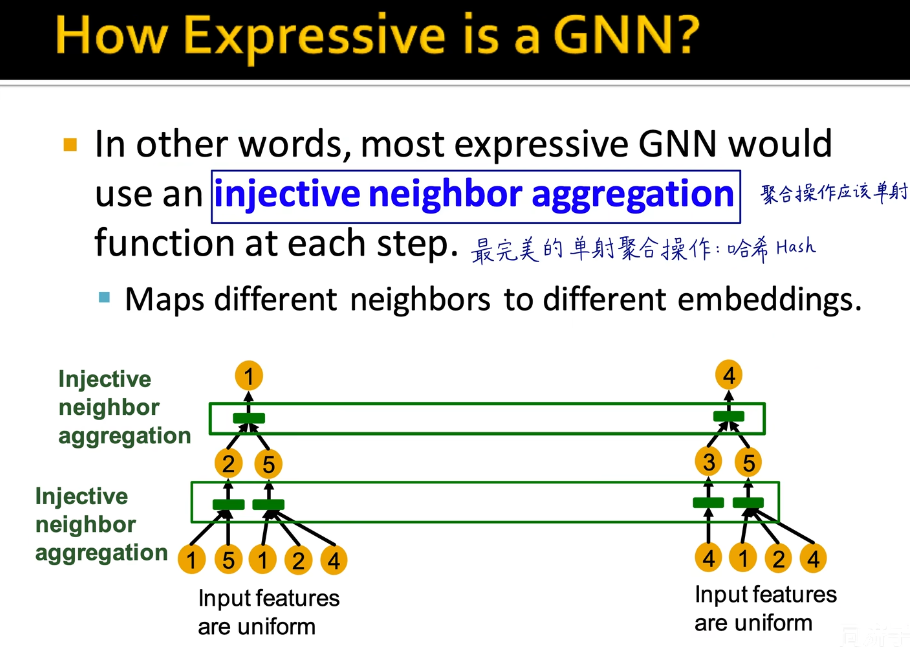 How Expressive is a GNN?
In other words, most expressive GNN would
use an injective neighbor aggregation 聚合操作应该单射
function at each step. 最完美的单射聚合操作：哈希 Hash
Maps different neighbors to different embeddings.
Injective
neighbor
aggregation
1
4
2 5
3 5
Injective
neighbor
aggregation
1 5 1 2 4
4 1 2 4
Input features
are uniform
Input features
are uniform